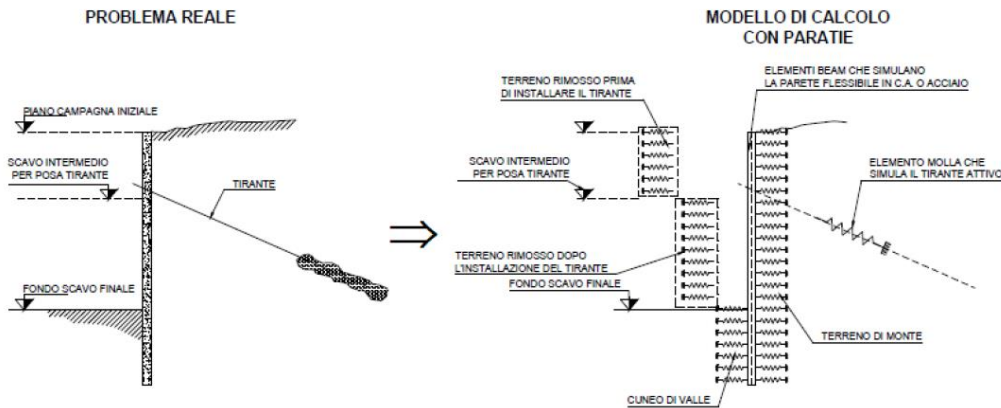 PROBLEMA REALE
PIANO CAMPAGNA INIZIALE
SCAVO INTERMEDIO
PER POSA TIRANTE
TIRANTE
FONDO SCAVO FINALE
MODELLO DI CALCOLO
CON PARATIE
TERRENO RIMOSSO PRIMA
DI INSTALLARE IL TIRANTE
ELEMENTI BEAM CHE SIMULANO
LA PARETE FLESSIBILE IN C.A. O ACCIAIO
SCAVO INTERMEDIO
PER POSA TIRANTE
ELEMENTO MOLLA CHE
SIMULA IL TIRANTE ATTIVO
TERRENO RIMOSSO DOPO
L'INSTALLAZIONE DEL TIRANTE
FONDO SCAVO FINALE
TERRENO DI MONTE
CUNEO DI VALLE